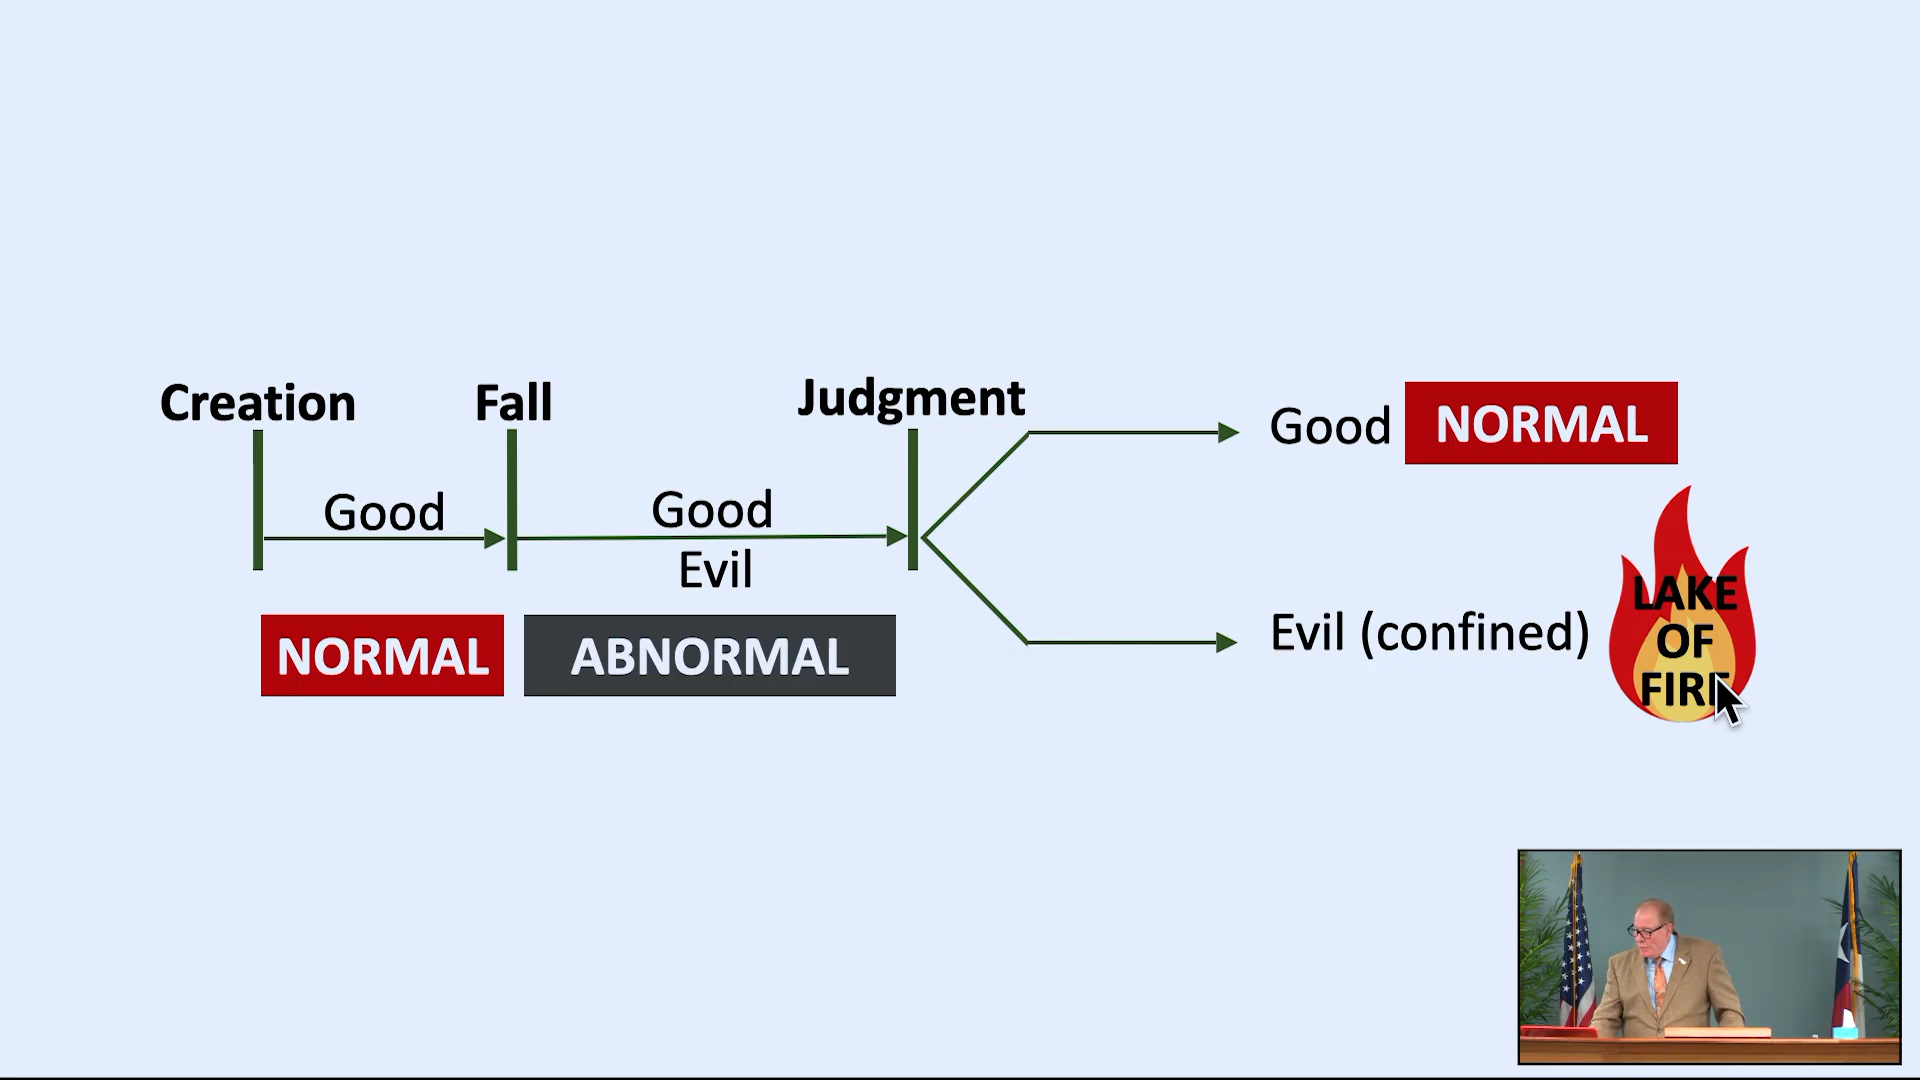 Creation
Fall
Judgment
Good
Good
Evil
NORMAL
ABNORMAL
Good
NORMAL
Evil (confined)
LAKE
OF
FIRE